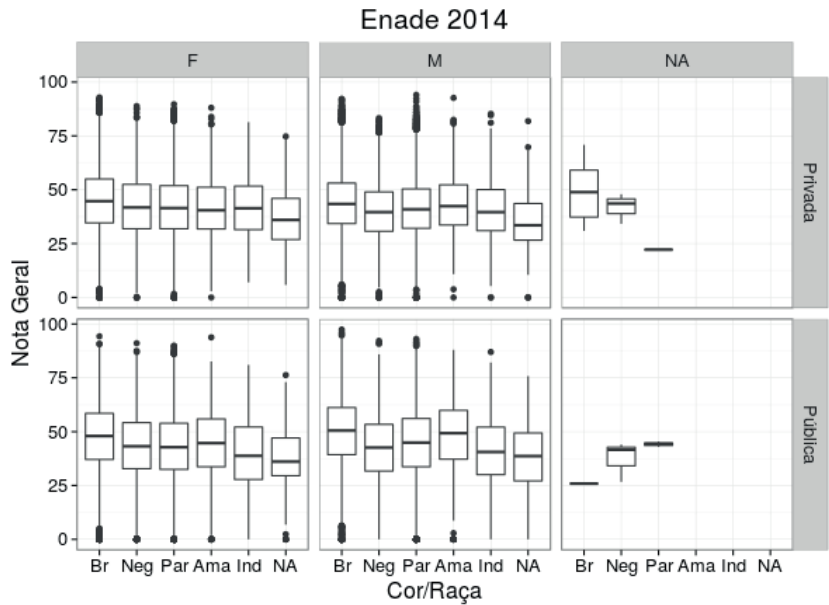 Enade 2014
F M NA
100
75
50
25
0
Privada
100
75
50
25
0
Pública
Nota Geral
Br Neg Par Ama Ind NA Br Neg Par Ama Ind NA Br Neg Par Ama Ind NA
Cor/Raça